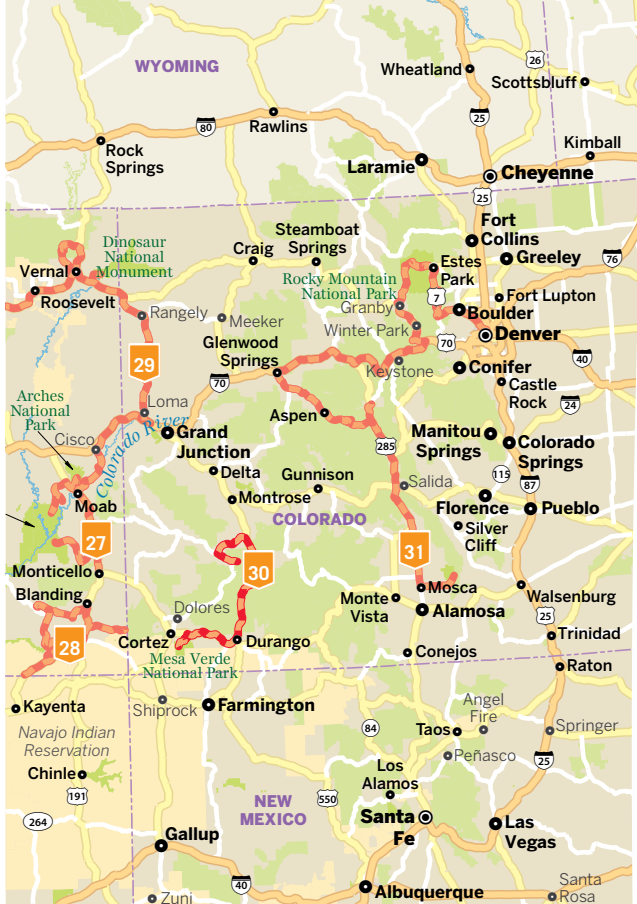 26
WYOMING
Wheatland
Scottsbluff
25
80
Rawlins
Rock
Springs
Kimball
Laramie
Cheyenne
25
Fort
Collins
Steamboat
Springs
Dinosaur
National
Monument
Craig
Greeley
76
Vernal
Estes
Park
Rocky Mountain
National Park
Roosevelt
7
Fort Lupton
Granby
Rangely
Meeker
Boulder
Winter Park
Denver
Glenwood
Springs
70
29
40
Keystone
Conifer
70
Castle
Rock
Arches
National
Park
Loma
24
Aspen
Colorado River
Grand
Junction
Manitou
Springs
Cisco
285
Colorado
Springs
Delta
Gunnison
115
Salida
87
Montrose
Moab
Florence
Pueblo
COLORADO
Silver
Cliff
27
31
30
Monticello
Mosca
Blanding
Monte
Vista
Walsenburg
Dolores
Alamosa
25
28
Cortez
Durango
Trinidad
Mesa Verde
National Park
Conejos
Raton
Kayenta
Shiprock
Farmington
Angel
Fire
Navajo Indian
Reservation
84
Taos
Springer
Peñasco
25
Chinle
Los
Alamos
191
550
NEW
MEXICO
264
Santa
Fe
Las
Vegas
Gallup
40
Albuquerque
Santa
Rosa
Zuni